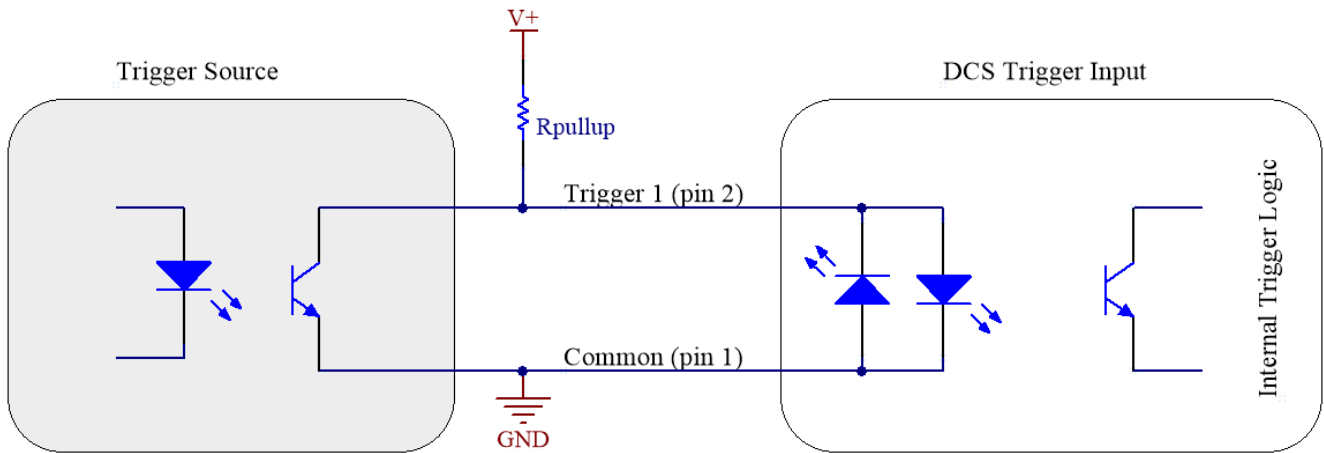 V+
Trigger Source
DCS Trigger Input
Rpullup
Trigger 1 (pin 2)
Internal Trigger Logic
Common (pin 1)
GND